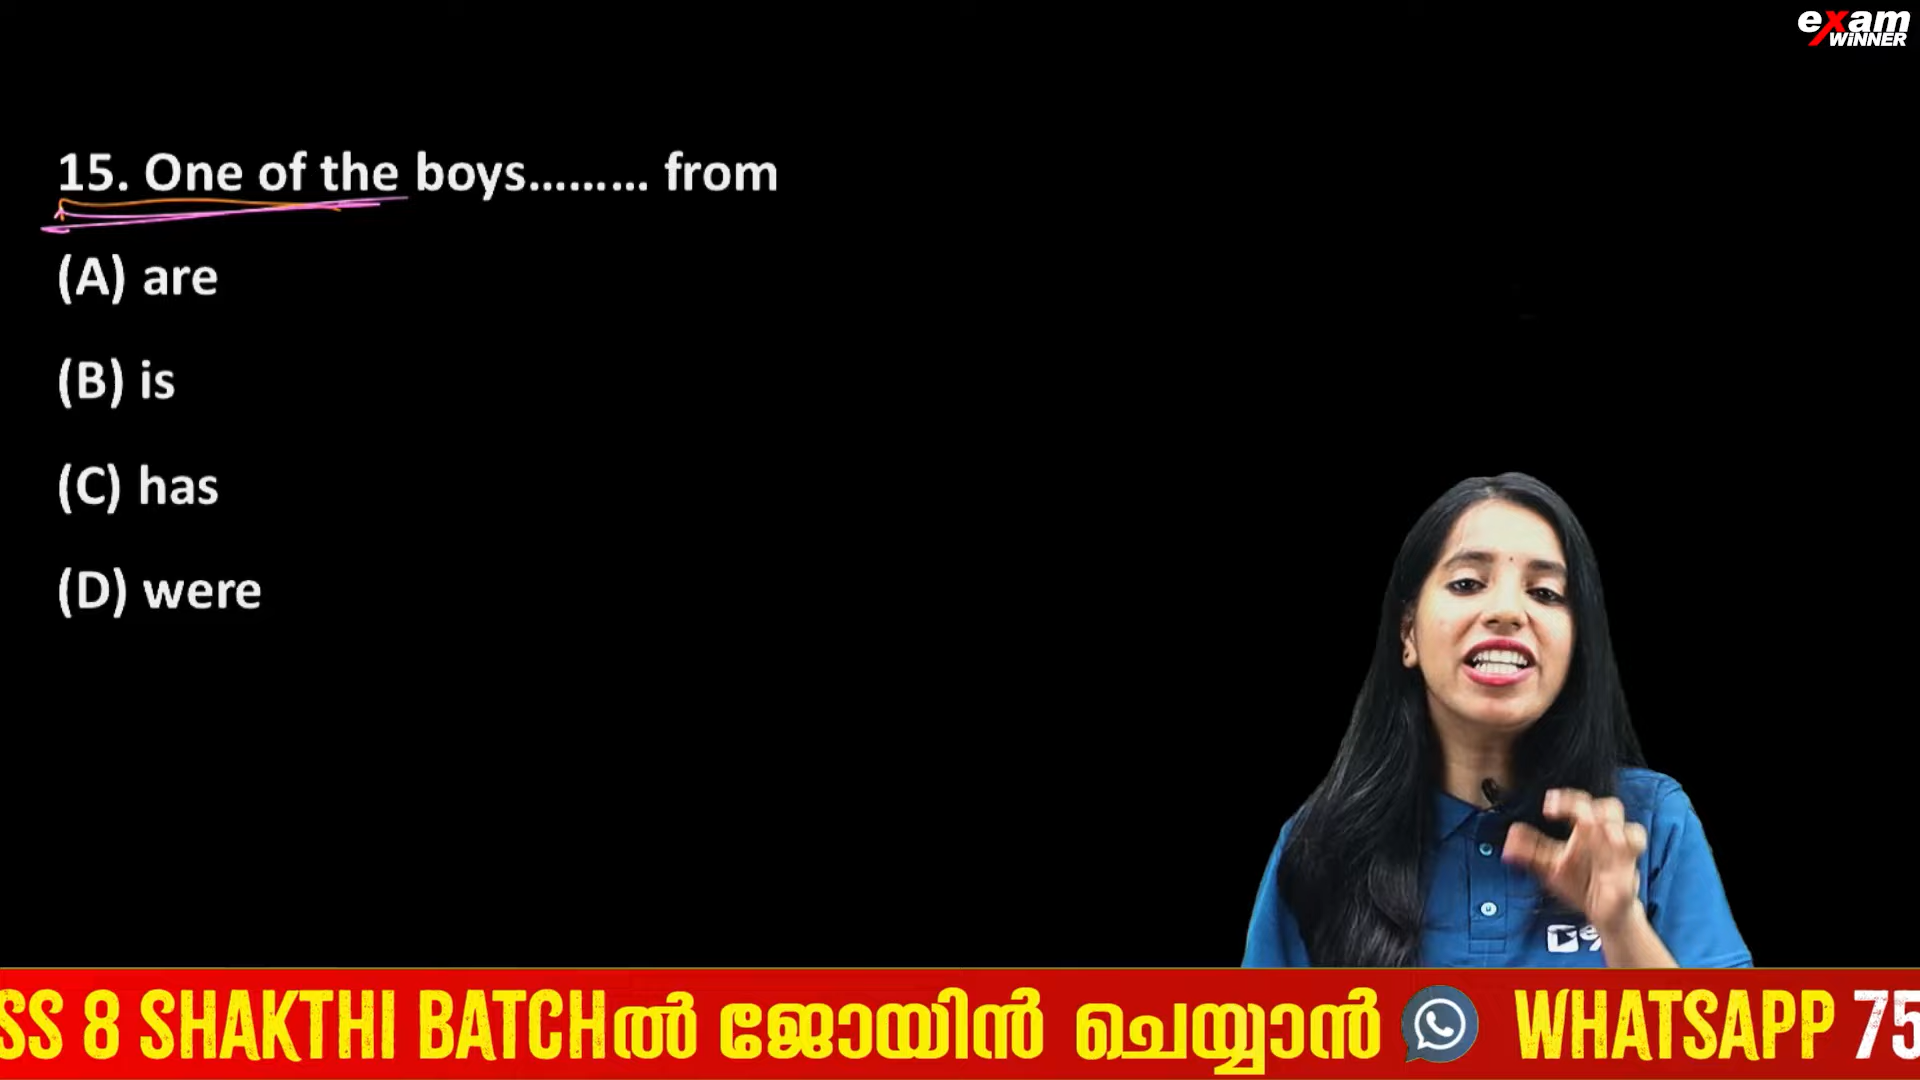 exam
WiNNER
15. One of the boys......... from
(A) are
(B) is
(C) has
(D) were
SS 8 SHAKTHI BATCHൽ ജോയിൻ ചെയ്യാൻ WHATSAPP 75